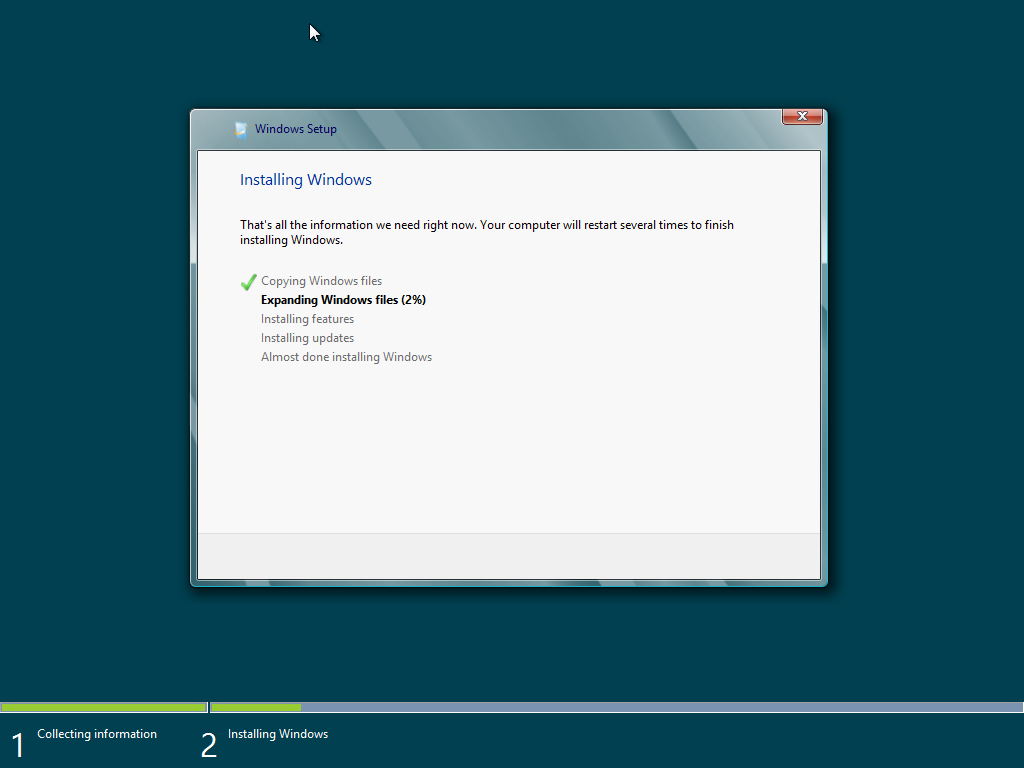 Windows Setup
Installing Windows
That's all the information we need right now. Your computer will restart several times to finish
installing Windows.
Copying Windows files
Expanding Windows files (2%)
Installing features
Installing updates
Almost done installing Windows
1 Collecting information
2 Installing Windows